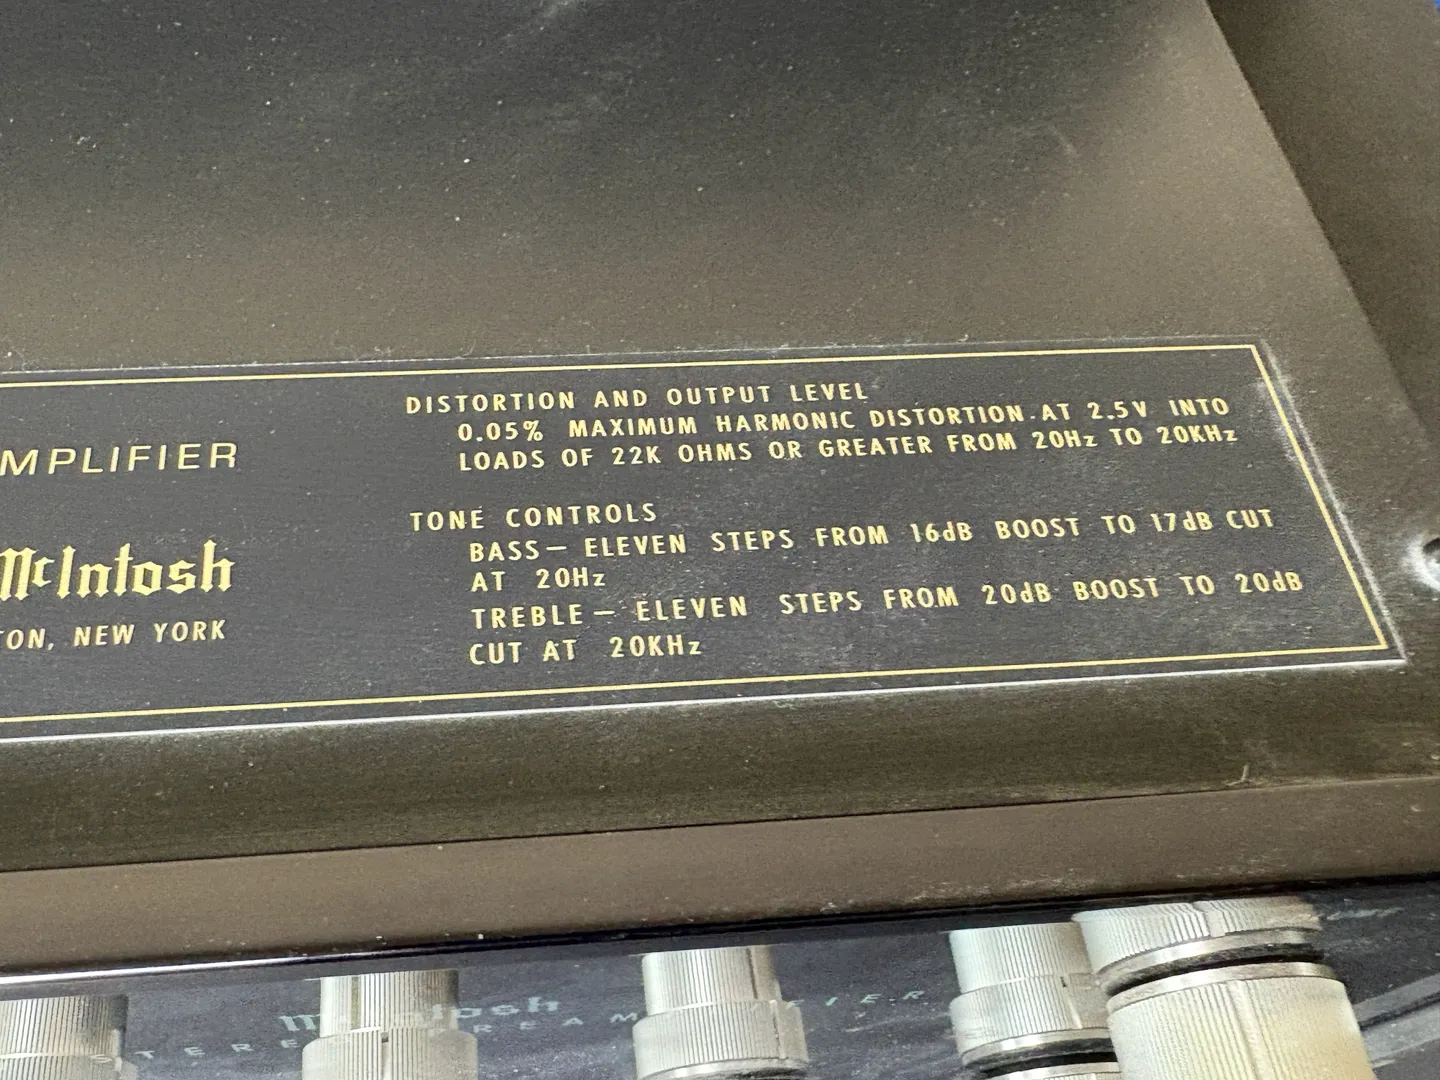 DISTORTION AND OUTPUT LEVEL
0.05% MAXIMUM HARMONIC DISTORTION AT 2.5V INTO
LOADS OF 22K OHMS OR GREATER FROM 20Hz TO 20KHz
MPLIFIER
TONE CONTROLS
BASS— ELEVEN STEPS FROM 16dB BOOST TO 17dB CUT
AT 20Hz
TREBLE— ELEVEN STEPS FROM 20dB BOOST TO 20dB
CUT AT 20KHz
McIntosh
TON, NEW YORK
McIntosh